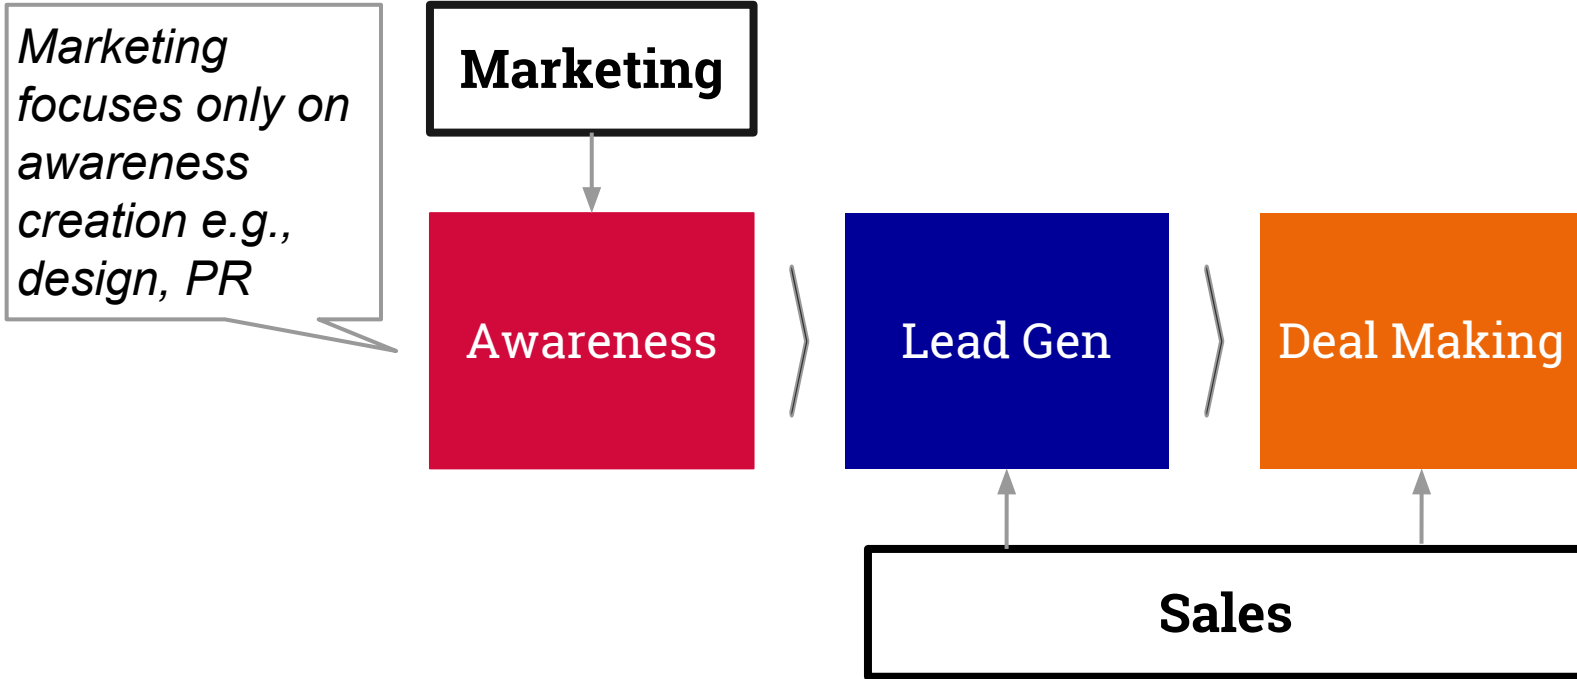 Marketing
focuses only on
awareness
creation e.g.,
design, PR
Marketing
Awareness
Lead Gen
Deal Making
Sales